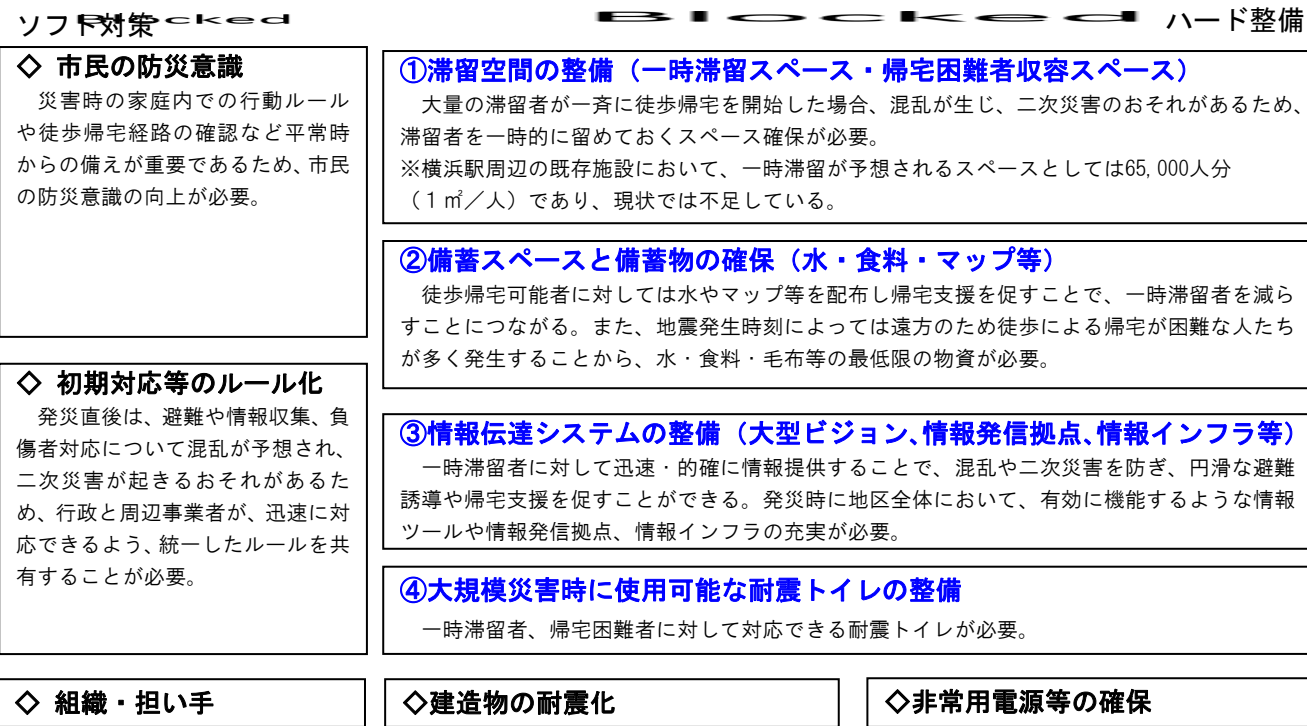 ソフト対策
Blocked
Blocked
ハード整備
◇ 市民の防災意識
災害時の家庭内での行動ルール
や徒歩帰宅経路の確認など平常時
からの備えが重要であるため、市民
の防災意識の向上が必要。
◇ 初期対応等のルール化
発災直後は、避難や情報収集、負
傷者対応について混乱が予想され、
二次災害が起きるおそれがあるた
め、行政と周辺事業者が、迅速に対
応できるよう、統一したルールを共
有することが必要。
①滞留空間の整備（一時滞留スペース・帰宅困難者収容スペース）
大量の滞留者が一斉に徒歩帰宅を開始した場合、混乱が生じ、二次災害のおそれがあるため、
滞留者を一時的に留めておくスペース確保が必要。
※横浜駅周辺の既存施設において、一時滞留が予想されるスペースとしては65,000人分
（１㎡／人）であり、現状では不足している。
②備蓄スペースと備蓄物の確保（水・食料・マップ等）
徒歩帰宅可能者に対しては水やマップ等を配布し帰宅支援を促すことで、一時滞留者を減ら
すことにつながる。また、地震発生時刻によっては遠方のため徒歩による帰宅が困難な人たち
が多く発生することから、水・食料・毛布等の最低限の物資が必要。
③情報伝達システムの整備（大型ビジョン、情報発信拠点、情報インフラ等）
一時滞留者に対して迅速・的確に情報提供することで、混乱や二次災害を防ぎ、円滑な避難
誘導や帰宅支援を促すことができる。発災時に地区全体において、有効に機能するような情報
ツールや情報発信拠点、情報インフラの充実が必要。
④大規模災害時に使用可能な耐震トイレの整備
一時滞留者、帰宅困難者に対して対応できる耐震トイレが必要。
◇ 組織・担い手
◇建造物の耐震化
◇非常用電源等の確保